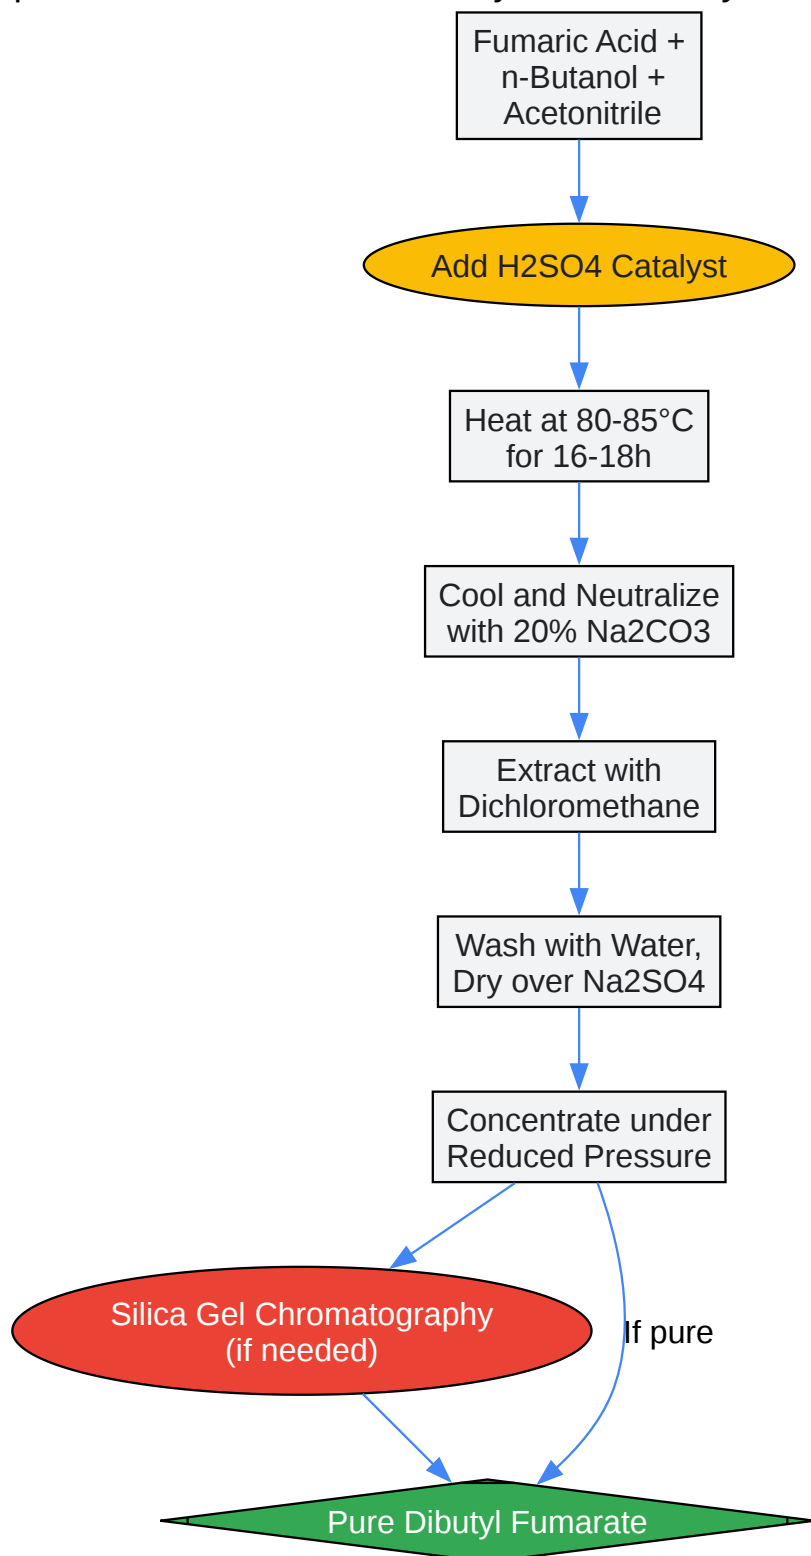 Fumaric Acid +
n-Butanol +
Acetonitrile
Add H2SO4 Catalyst
Heat at 80-85°C
for 16-18h
Cool and Neutralize
with 20% Na2CO3
Extract with
Dichloromethane
Wash with Water,
Dry over Na2SO4
Concentrate under
Reduced Pressure
Silica Gel Chromatography
(if needed)
If pure
Pure Dibutyl Fumarate